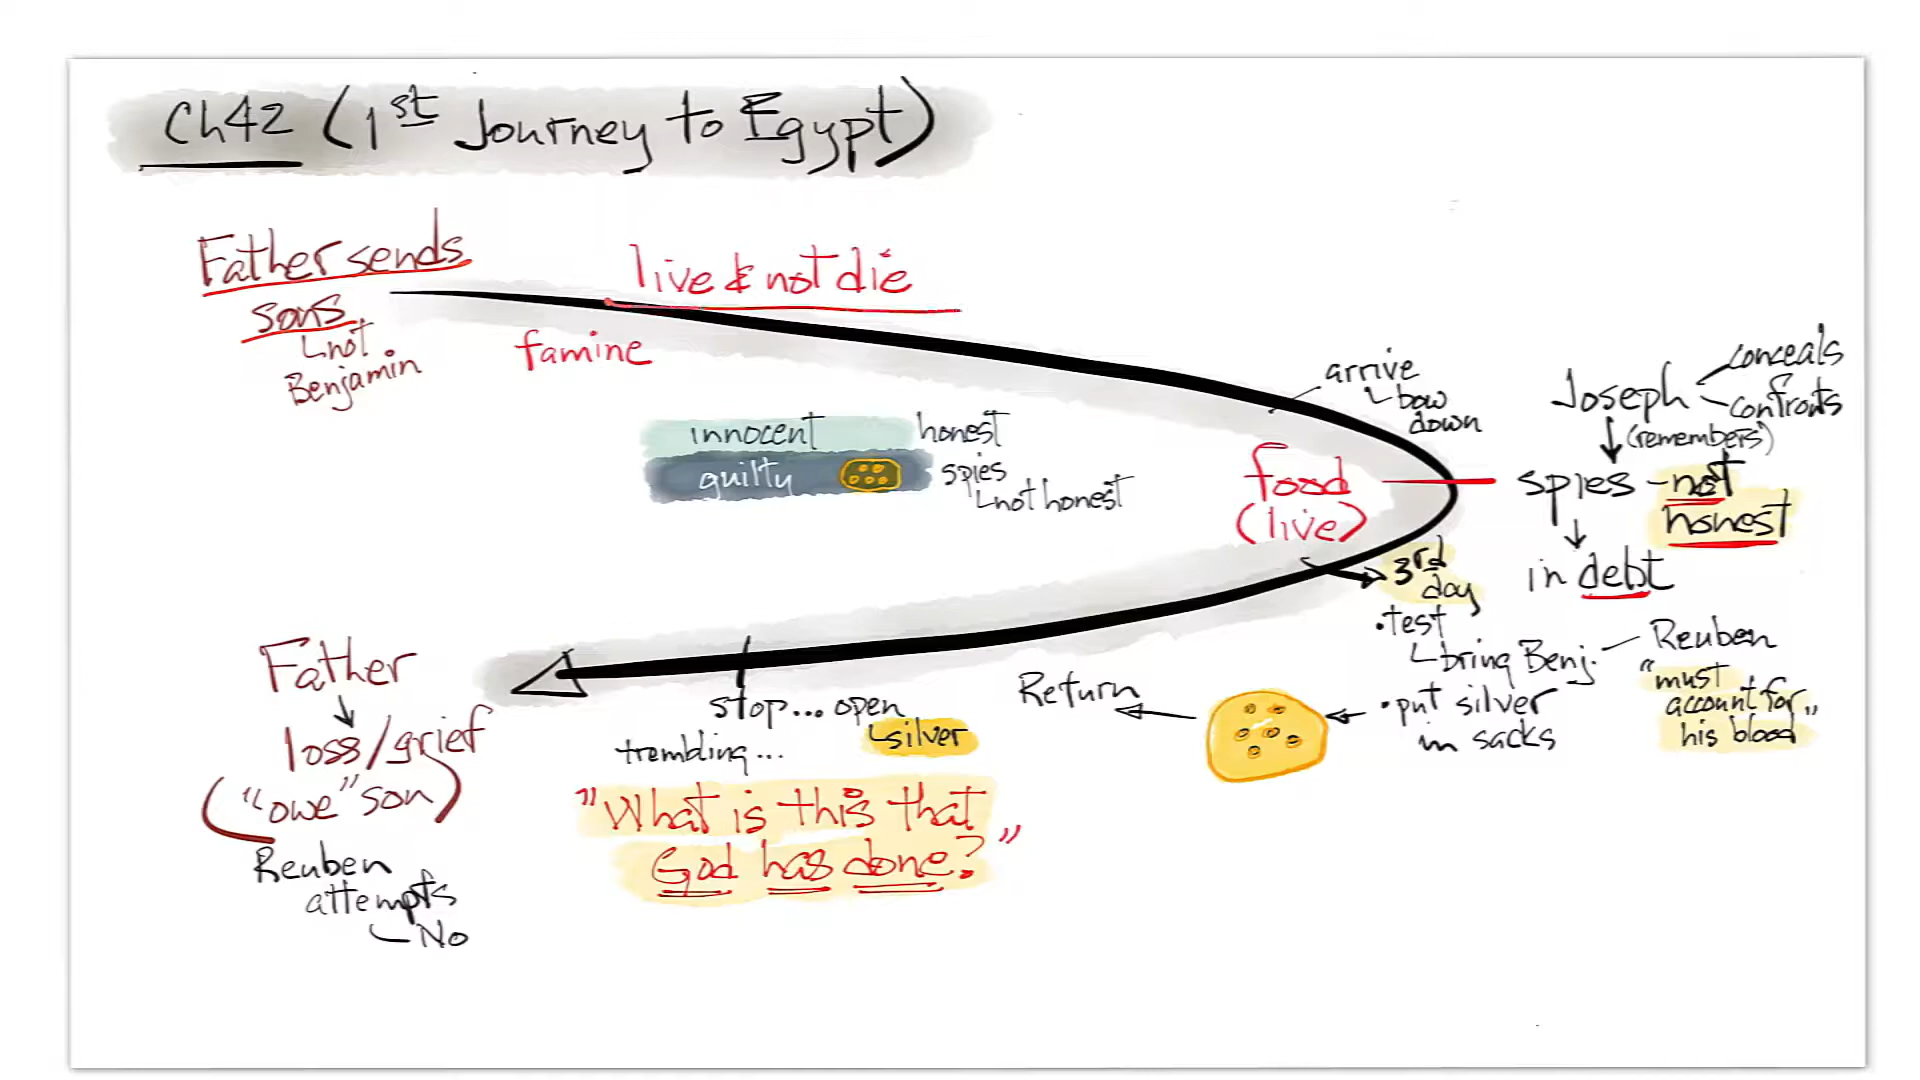 Ch42 (1st Journey to Egypt)
Father sends
sons
not
Benjamin
live & not die
famine
innocent honest
guilty spies
not honest
arrive
bow
down
Joseph
conceals
confronts
(remembers)
food
(live)
spies - not
honest
in debt
3rd
day
• test
bring Benj.
Reuben
"must
account for
his blood"
• put silver
in sacks
Return
stop... open
silver
trembling...
"What is this that
God has done?"
Father
loss/grief
("owe" son)
Reuben
attempts
No